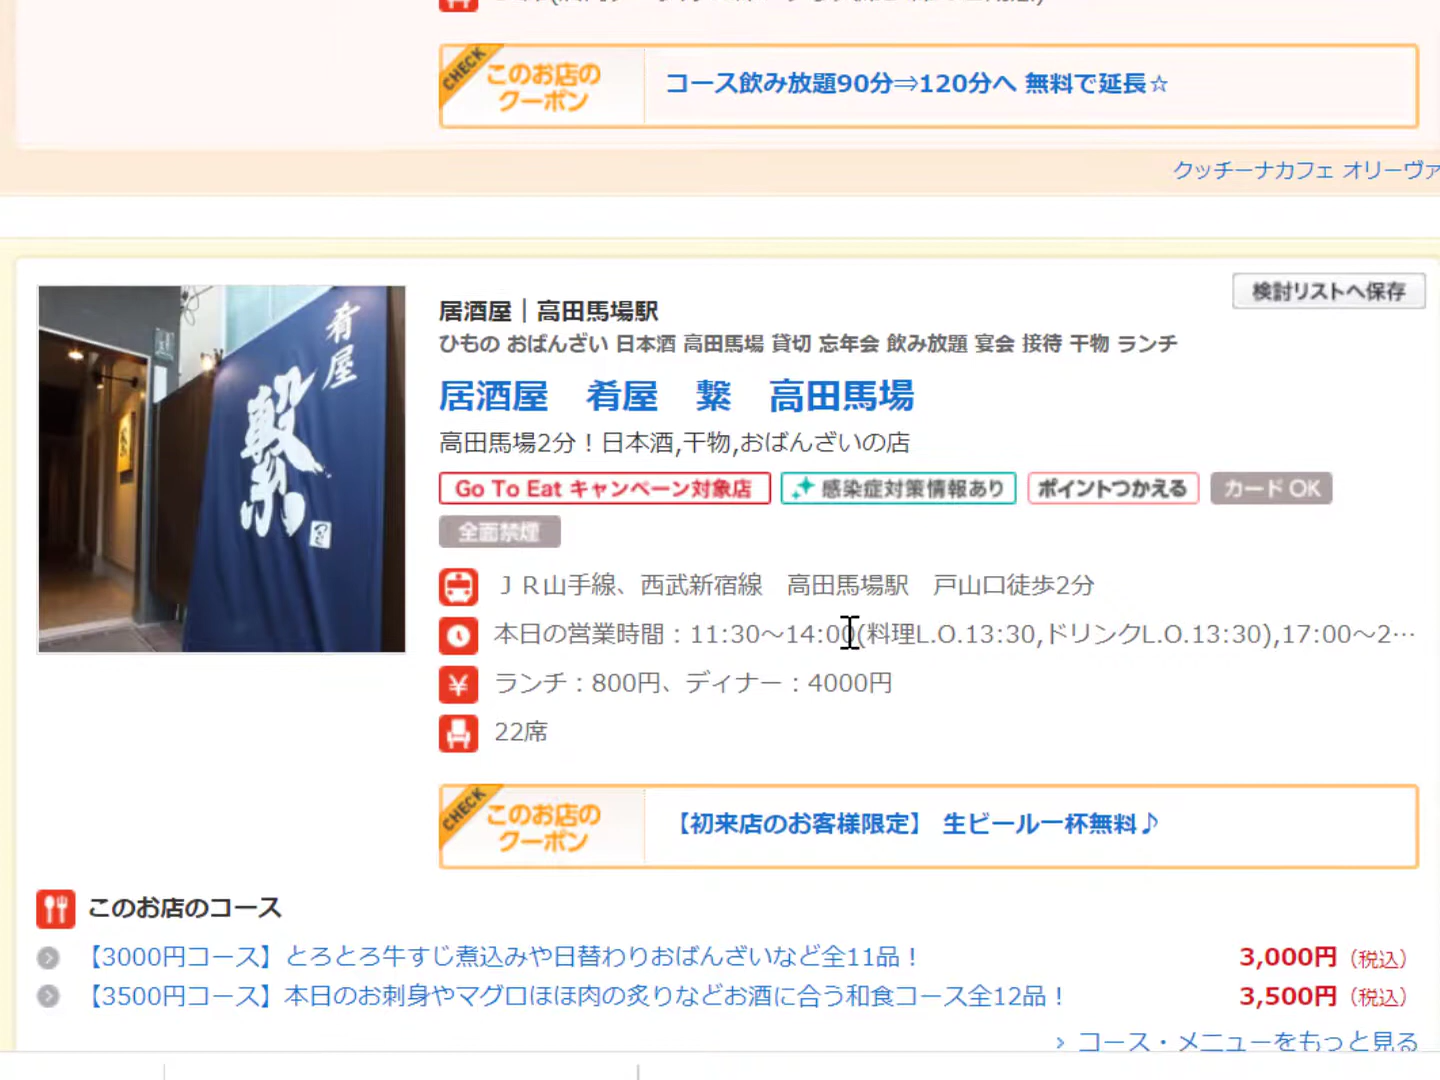 CHECK このお店の
クーポン
コース飲み放題90分⇒120分へ 無料で延長☆
クッチーナカフェ オリーヴァ
検討リストへ保存
居酒屋｜高田馬場駅
ひもの おばんざい 日本酒 高田馬場 貸切 忘年会 飲み放題 宴会 接待 干物 ランチ
居酒屋　肴屋　繋　高田馬場
高田馬場2分！日本酒,干物,おばんざいの店
Go To Eat キャンペーン対象店 感染症対策情報あり ポイントつかえる カード OK
全面禁煙
ＪＲ山手線、西武新宿線　高田馬場駅　戸山口徒歩2分
本日の営業時間：11:30～14:00(料理L.O.13:30,ドリンクL.O.13:30),17:00～2…
¥ ランチ：800円、ディナー：4000円
22席
肴屋
繋
CHECK このお店の
クーポン
【初来店のお客様限定】 生ビール一杯無料♪
このお店のコース
【3000円コース】とろとろ牛すじ煮込みや日替わりおばんざいなど全11品！ 3,000円（税込）
【3500円コース】本日のお刺身やマグロほほ肉の炙りなどお酒に合う和食コース全12品！ 3,500円（税込）
› コース・メニューをもっと見る